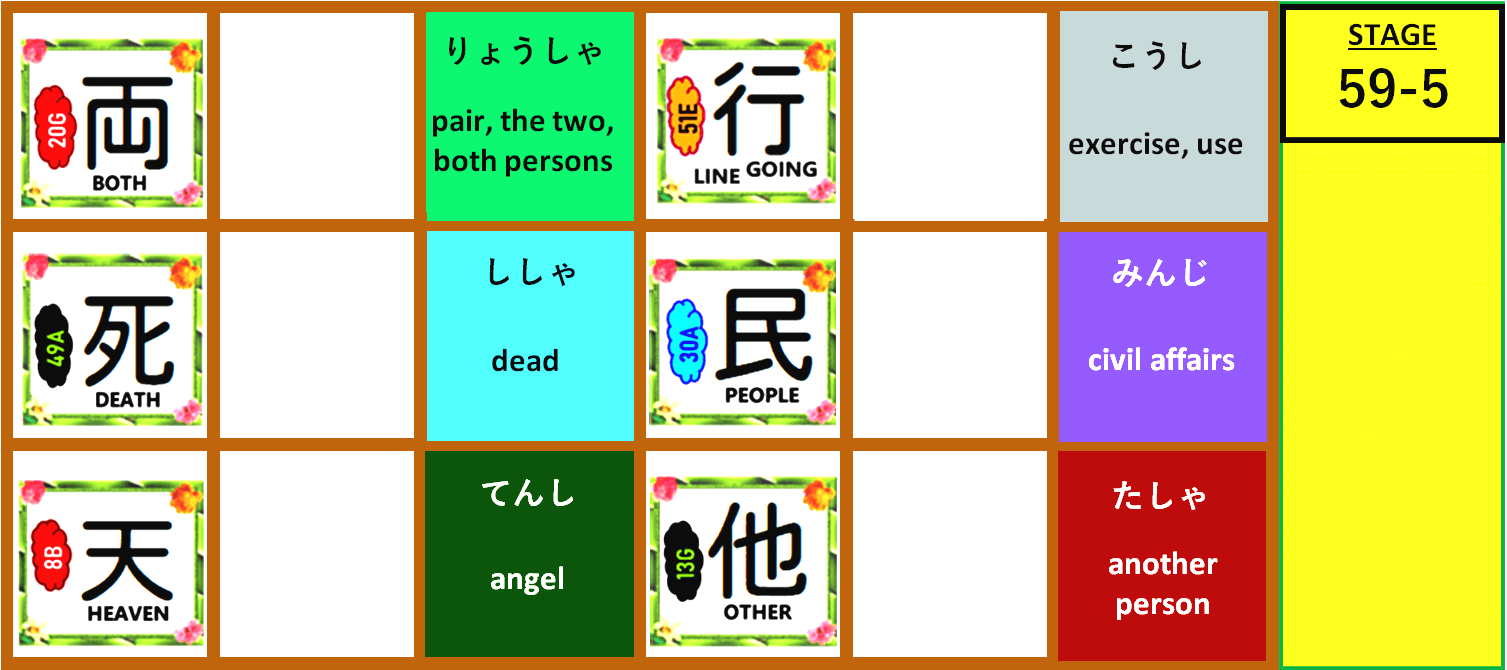 20G
両
BOTH
りょうしゃ
pair, the two,
both persons
51E
行
LINE GOING
こうし
exercise, use
STAGE
59-5
49A
死
DEATH
ししゃ
dead
30A
民
PEOPLE
みんじ
civil affairs
8B
天
HEAVEN
てんし
angel
13G
他
OTHER
たしゃ
another
person